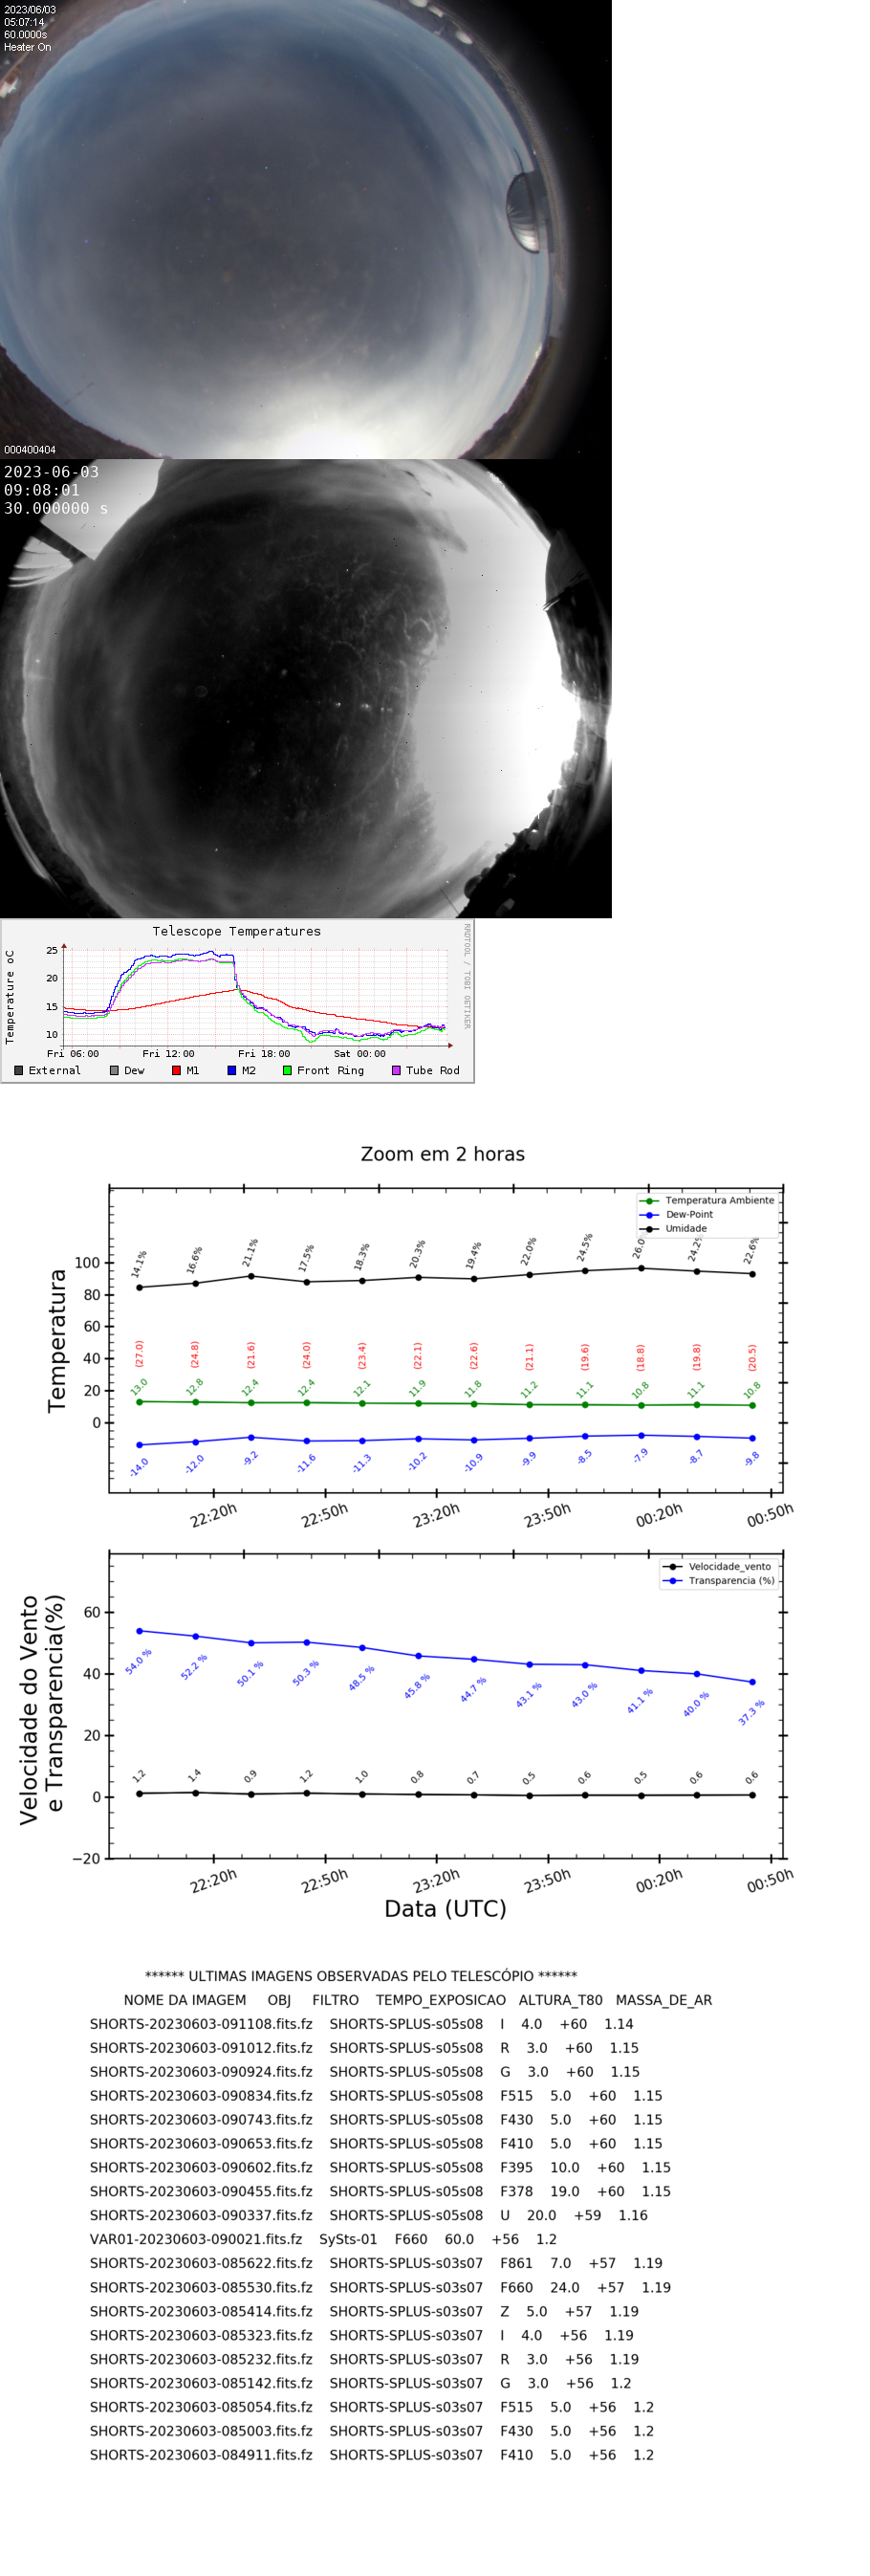 2023/06/03
05:07:14
60.0000s
Heater On
000400404
2023-06-03
09:08:01
30.000000 s
Telescope Temperatures
RRDTOOL / TOBI OETIKER
Temperature oC
25
20
15
10
Fri 06:00 Fri 12:00 Fri 18:00 Sat 00:00
External Dew M1 M2 Front Ring Tube Rod
Zoom em 2 horas
Temperatura Ambiente
Dew-Point
Umidade
Temperatura
100
80
60
40
20
0
14.1% 16.6% 21.1% 17.5% 18.3% 20.3% 19.4% 22.0% 24.5% 26.0 24.2% 22.6%
(27.0) (24.8) (21.6) (24.0) (23.4) (22.1) (22.6) (21.1) (19.6) (18.8) (19.8) (20.5)
13.0 12.8 12.4 12.4 12.1 11.9 11.8 11.2 11.1 10.8 11.1 10.8
-14.0 -12.0 -9.2 -11.6 -11.3 -10.2 -10.9 -9.9 -8.5 -7.9 -8.7 -9.8
22:20h 22:50h 23:20h 23:50h 00:20h 00:50h
Velocidade_vento
Transparencia (%)
Velocidade do Vento
e Transparencia(%)
60
40
20
0
−20
54.0 % 52.2 % 50.1 % 50.3 % 48.5 % 45.8 % 44.7 % 43.1 % 43.0 % 41.1 % 40.0 % 37.3 %
1.2 1.4 0.9 1.2 1.0 0.8 0.7 0.5 0.6 0.5 0.6 0.6
22:20h 22:50h 23:20h 23:50h 00:20h 00:50h
Data (UTC)
****** ULTIMAS IMAGENS OBSERVADAS PELO TELESCÓPIO ******
NOME DA IMAGEM OBJ FILTRO TEMPO_EXPOSICAO ALTURA_T80 MASSA_DE_AR
SHORTS-20230603-091108.fits.fz SHORTS-SPLUS-s05s08 I 4.0 +60 1.14
SHORTS-20230603-091012.fits.fz SHORTS-SPLUS-s05s08 R 3.0 +60 1.15
SHORTS-20230603-090924.fits.fz SHORTS-SPLUS-s05s08 G 3.0 +60 1.15
SHORTS-20230603-090834.fits.fz SHORTS-SPLUS-s05s08 F515 5.0 +60 1.15
SHORTS-20230603-090743.fits.fz SHORTS-SPLUS-s05s08 F430 5.0 +60 1.15
SHORTS-20230603-090653.fits.fz SHORTS-SPLUS-s05s08 F410 5.0 +60 1.15
SHORTS-20230603-090602.fits.fz SHORTS-SPLUS-s05s08 F395 10.0 +60 1.15
SHORTS-20230603-090455.fits.fz SHORTS-SPLUS-s05s08 F378 19.0 +60 1.15
SHORTS-20230603-090337.fits.fz SHORTS-SPLUS-s05s08 U 20.0 +59 1.16
VAR01-20230603-090021.fits.fz SySts-01 F660 60.0 +56 1.2
SHORTS-20230603-085622.fits.fz SHORTS-SPLUS-s03s07 F861 7.0 +57 1.19
SHORTS-20230603-085530.fits.fz SHORTS-SPLUS-s03s07 F660 24.0 +57 1.19
SHORTS-20230603-085414.fits.fz SHORTS-SPLUS-s03s07 Z 5.0 +57 1.19
SHORTS-20230603-085323.fits.fz SHORTS-SPLUS-s03s07 I 4.0 +56 1.19
SHORTS-20230603-085232.fits.fz SHORTS-SPLUS-s03s07 R 3.0 +56 1.19
SHORTS-20230603-085142.fits.fz SHORTS-SPLUS-s03s07 G 3.0 +56 1.2
SHORTS-20230603-085054.fits.fz SHORTS-SPLUS-s03s07 F515 5.0 +56 1.2
SHORTS-20230603-085003.fits.fz SHORTS-SPLUS-s03s07 F430 5.0 +56 1.2
SHORTS-20230603-084911.fits.fz SHORTS-SPLUS-s03s07 F410 5.0 +56 1.2